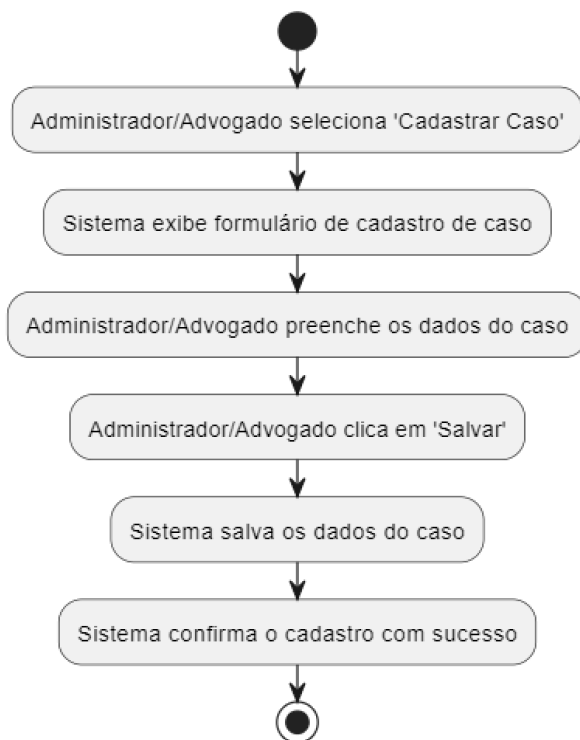 Administrador/Advogado seleciona 'Cadastrar Caso'
Sistema exibe formulário de cadastro de caso
Administrador/Advogado preenche os dados do caso
Administrador/Advogado clica em 'Salvar'
Sistema salva os dados do caso
Sistema confirma o cadastro com sucesso